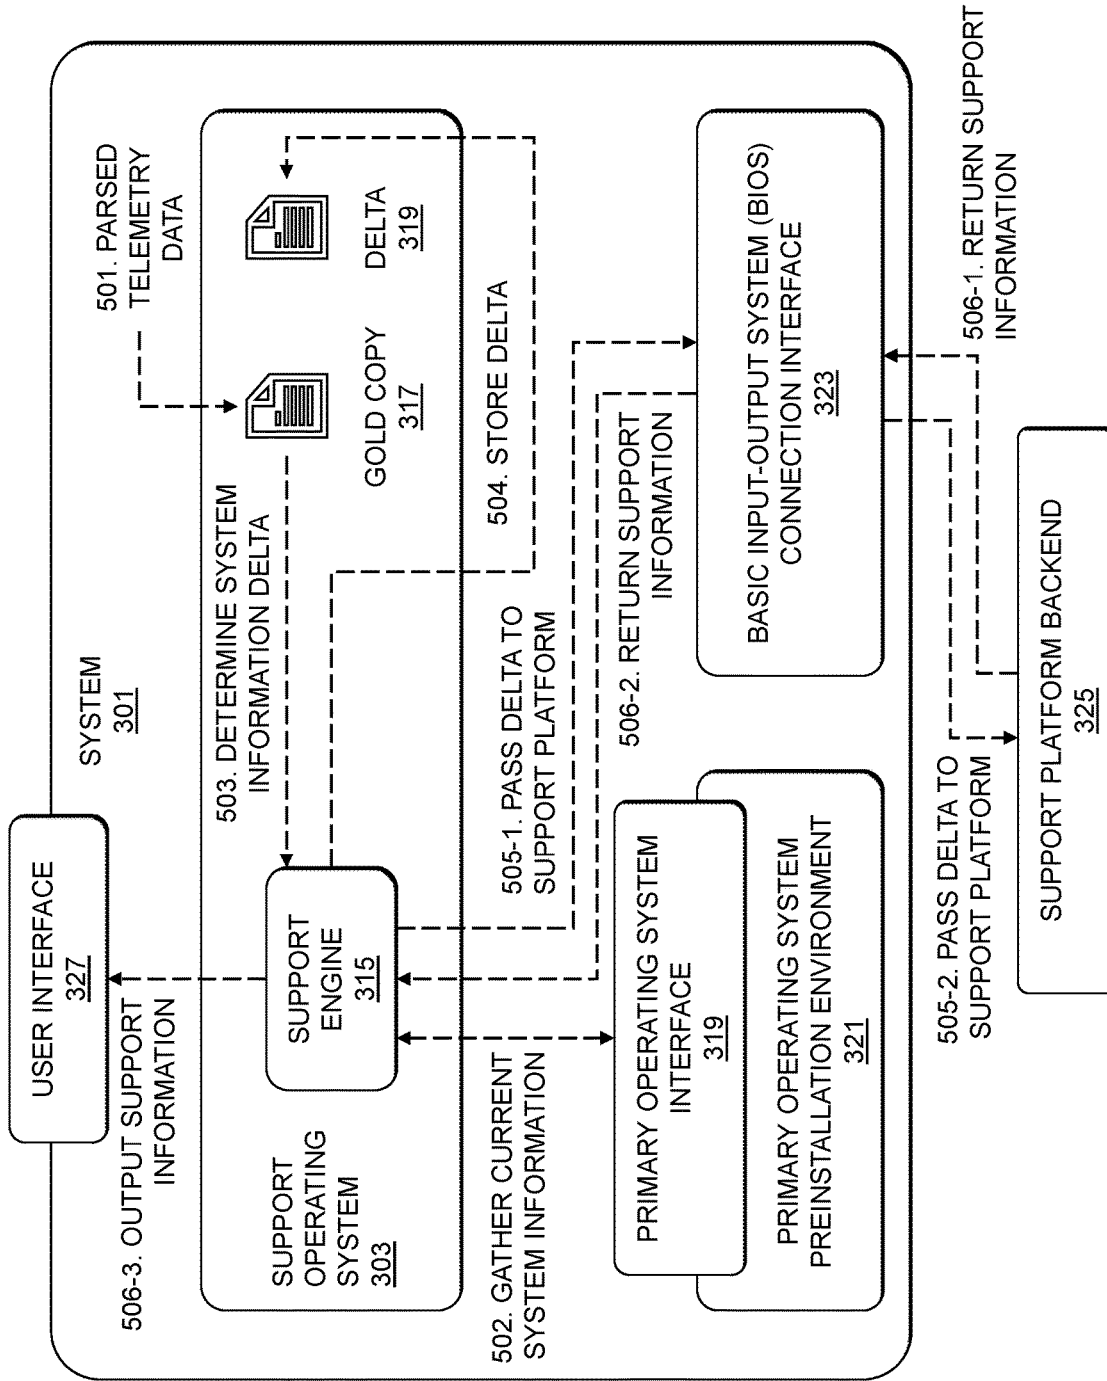 USER INTERFACE
327
SYSTEM
301
506-3. OUTPUT SUPPORT
INFORMATION
501. PARSED
TELEMETRY
DATA
SUPPORT
OPERATING
SYSTEM
303
SUPPORT
ENGINE
315
503. DETERMINE SYSTEM
INFORMATION DELTA
GOLD COPY
317
DELTA
319
504. STORE DELTA
502. GATHER CURRENT
SYSTEM INFORMATION
505-1. PASS DELTA TO
SUPPORT PLATFORM
506-2. RETURN SUPPORT
INFORMATION
PRIMARY OPERATING SYSTEM
INTERFACE
319
PRIMARY OPERATING SYSTEM
PREINSTALLATION ENVIRONMENT
321
BASIC INPUT-OUTPUT SYSTEM (BIOS)
CONNECTION INTERFACE
323
505-2. PASS DELTA TO
SUPPORT PLATFORM
506-1. RETURN SUPPORT
INFORMATION
SUPPORT PLATFORM BACKEND
325